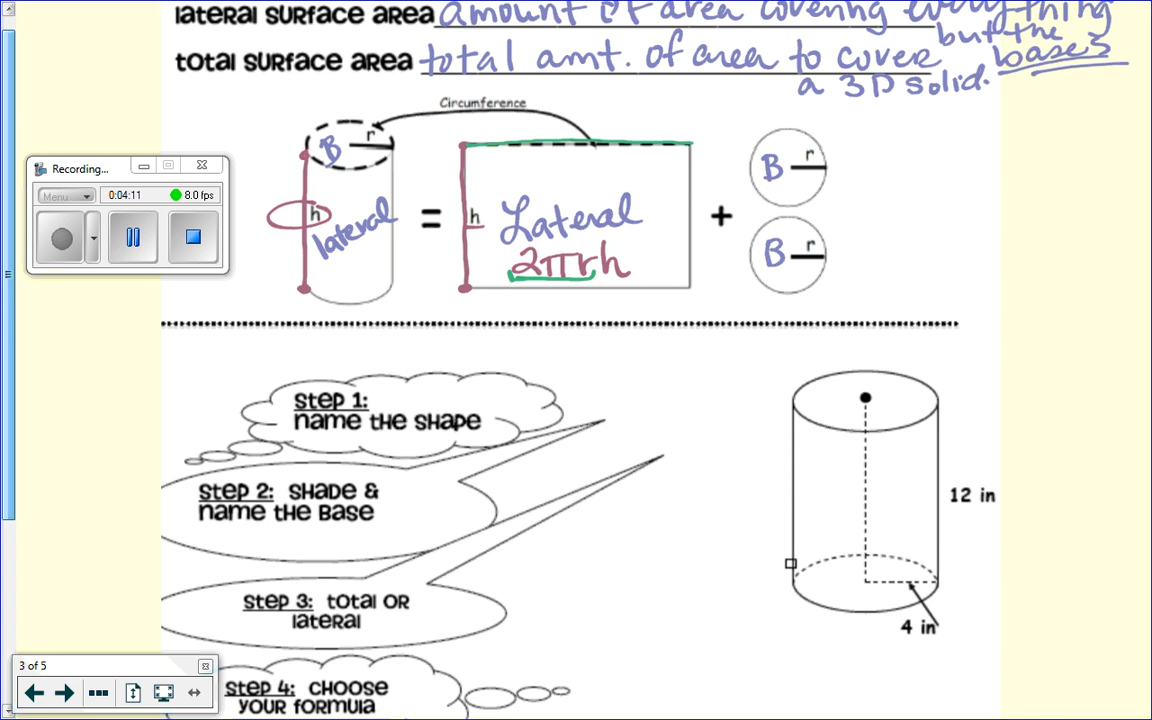 lateral surface area amount of area covering everything
but the
bases
total surface area total amt. of area to cover
a 3D solid.
Circumference
B r
h
lateral
=
h
Lateral
2πrh
+
B r
B r
Recording...
Menu
0:04:11
8.0 fps
Step 1:
name the shape
Step 2: shade &
name the base
12 in
Step 3: total or
lateral
4 in
3 of 5
Step 4: choose
your formula